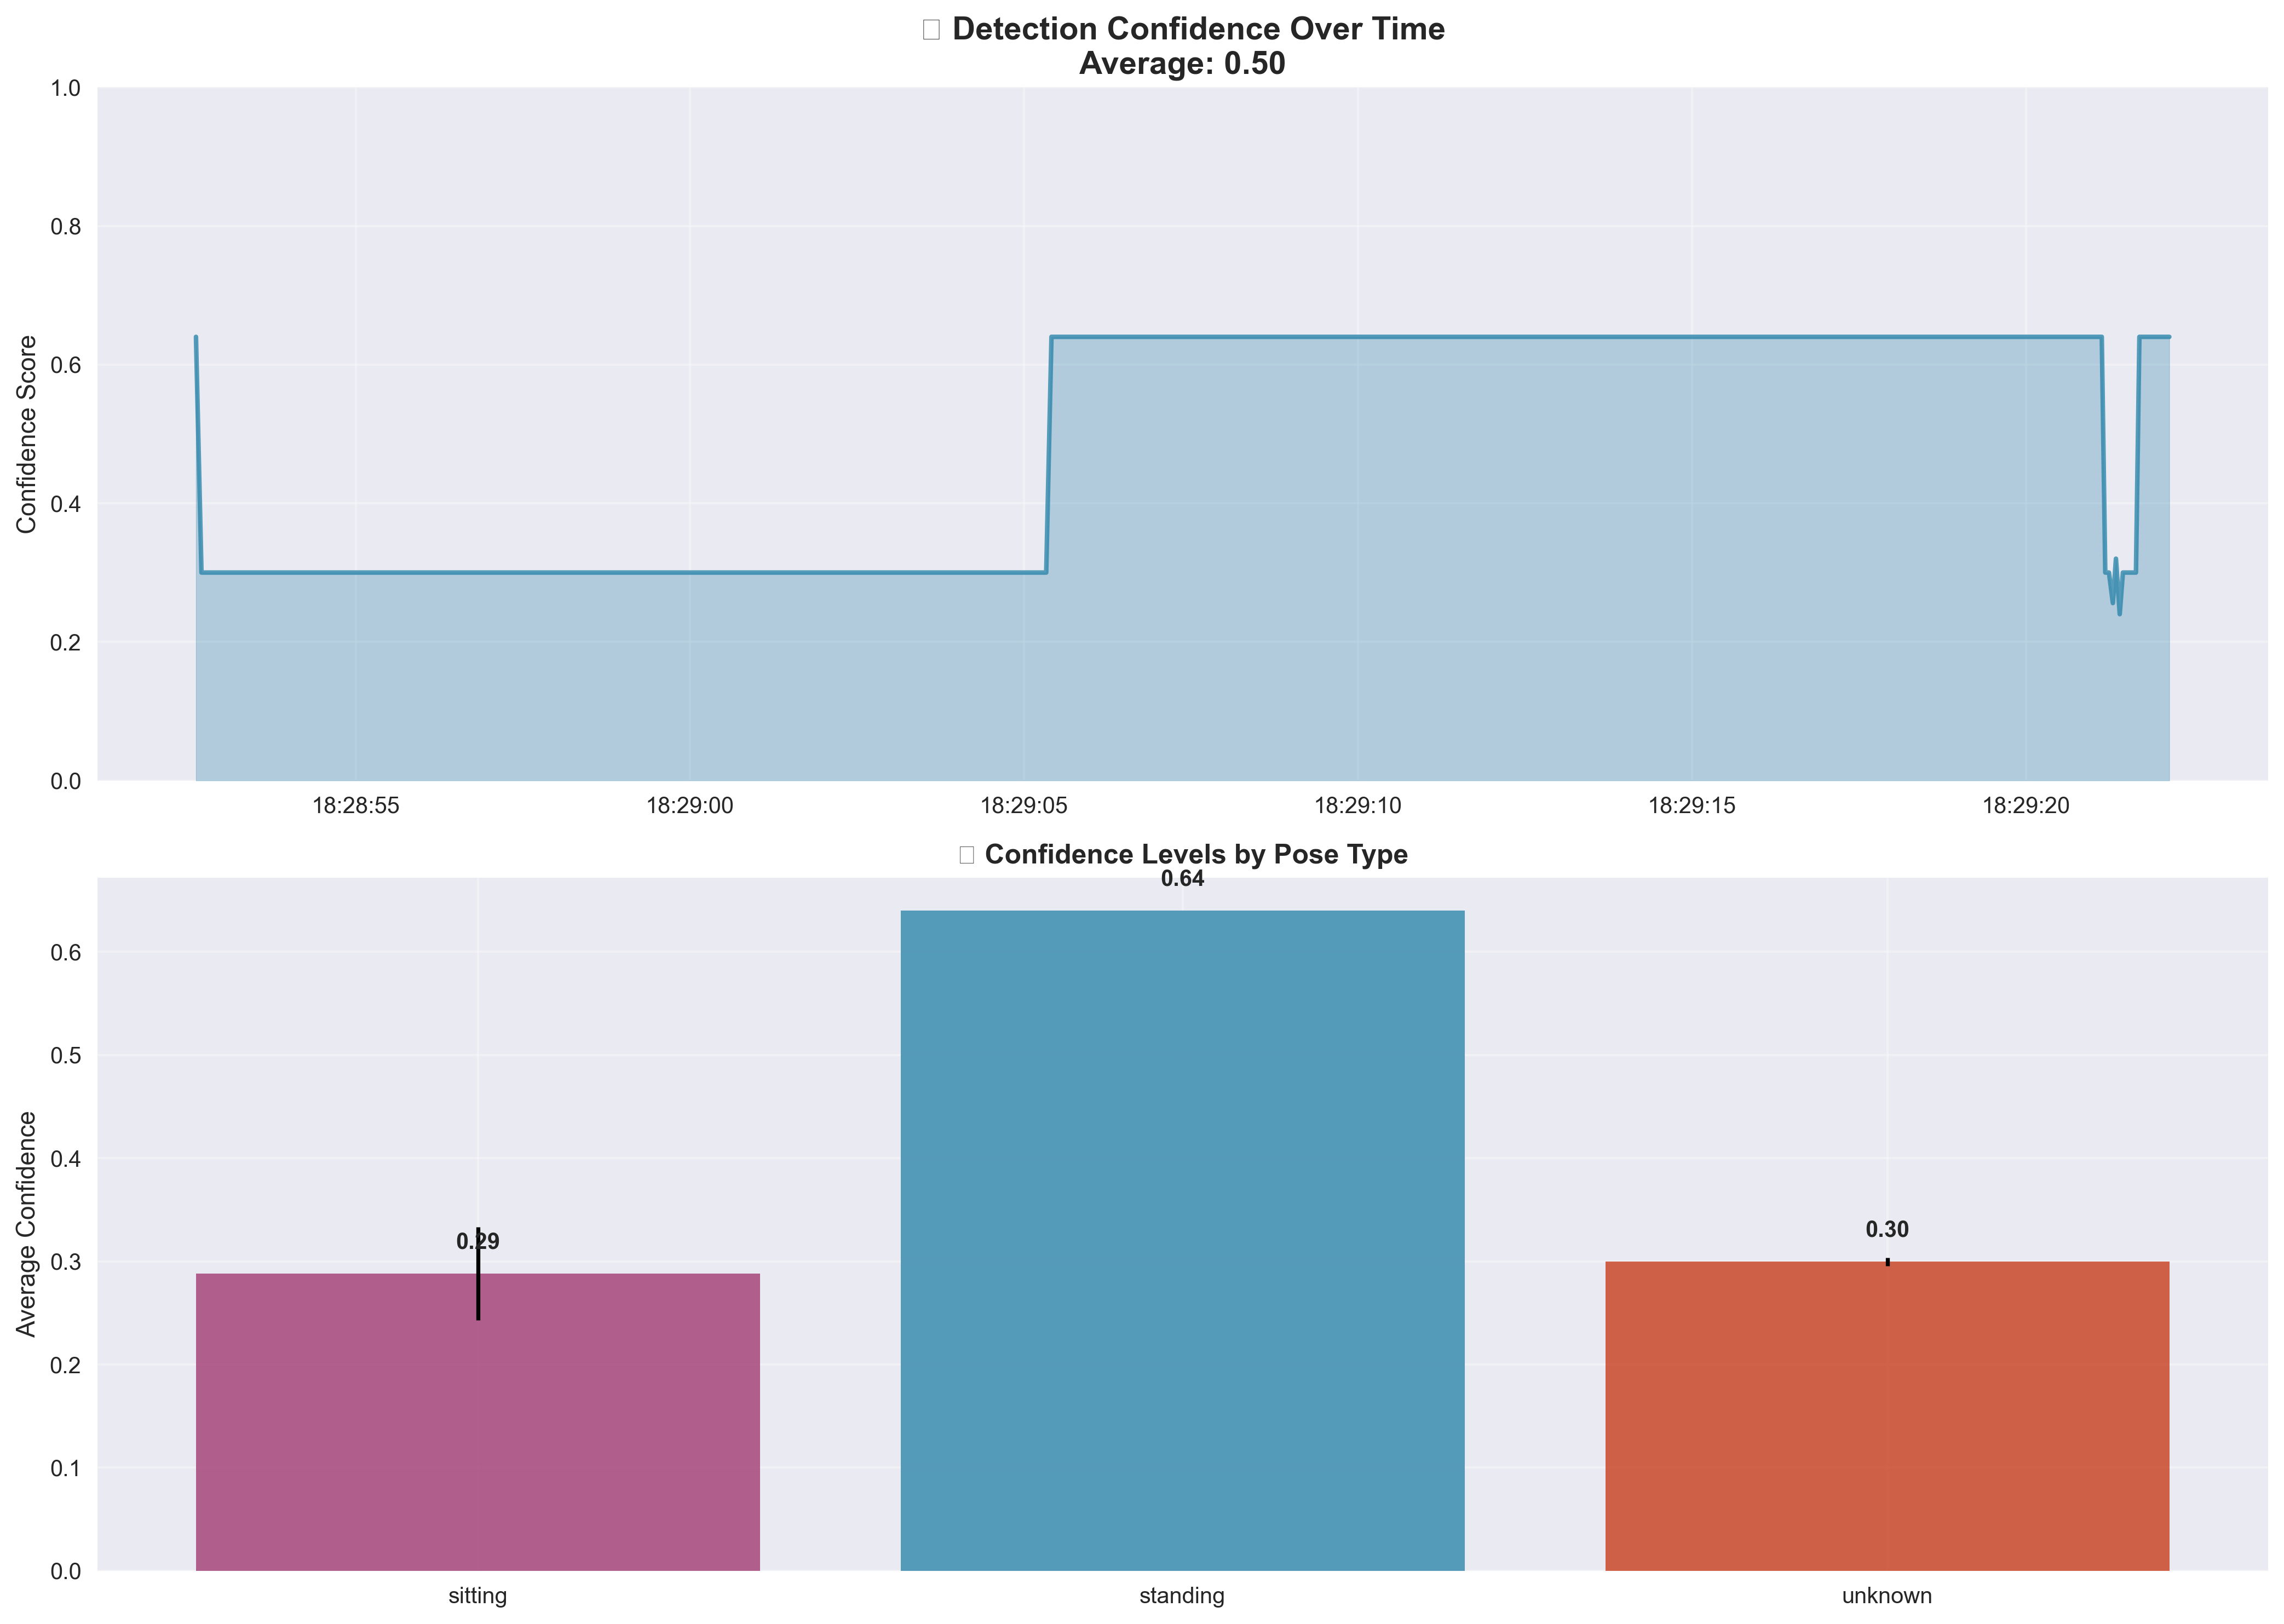 Detection Confidence Over Time
Average: 0.50
Confidence Score
1.0
0.8
0.6
0.4
0.2
0.0
18:28:55 18:29:00 18:29:05 18:29:10 18:29:15 18:29:20
Confidence Levels by Pose Type
Average Confidence
0.6
0.5
0.4
0.3
0.2
0.1
0.0
0.29
0.64
0.30
sitting standing unknown